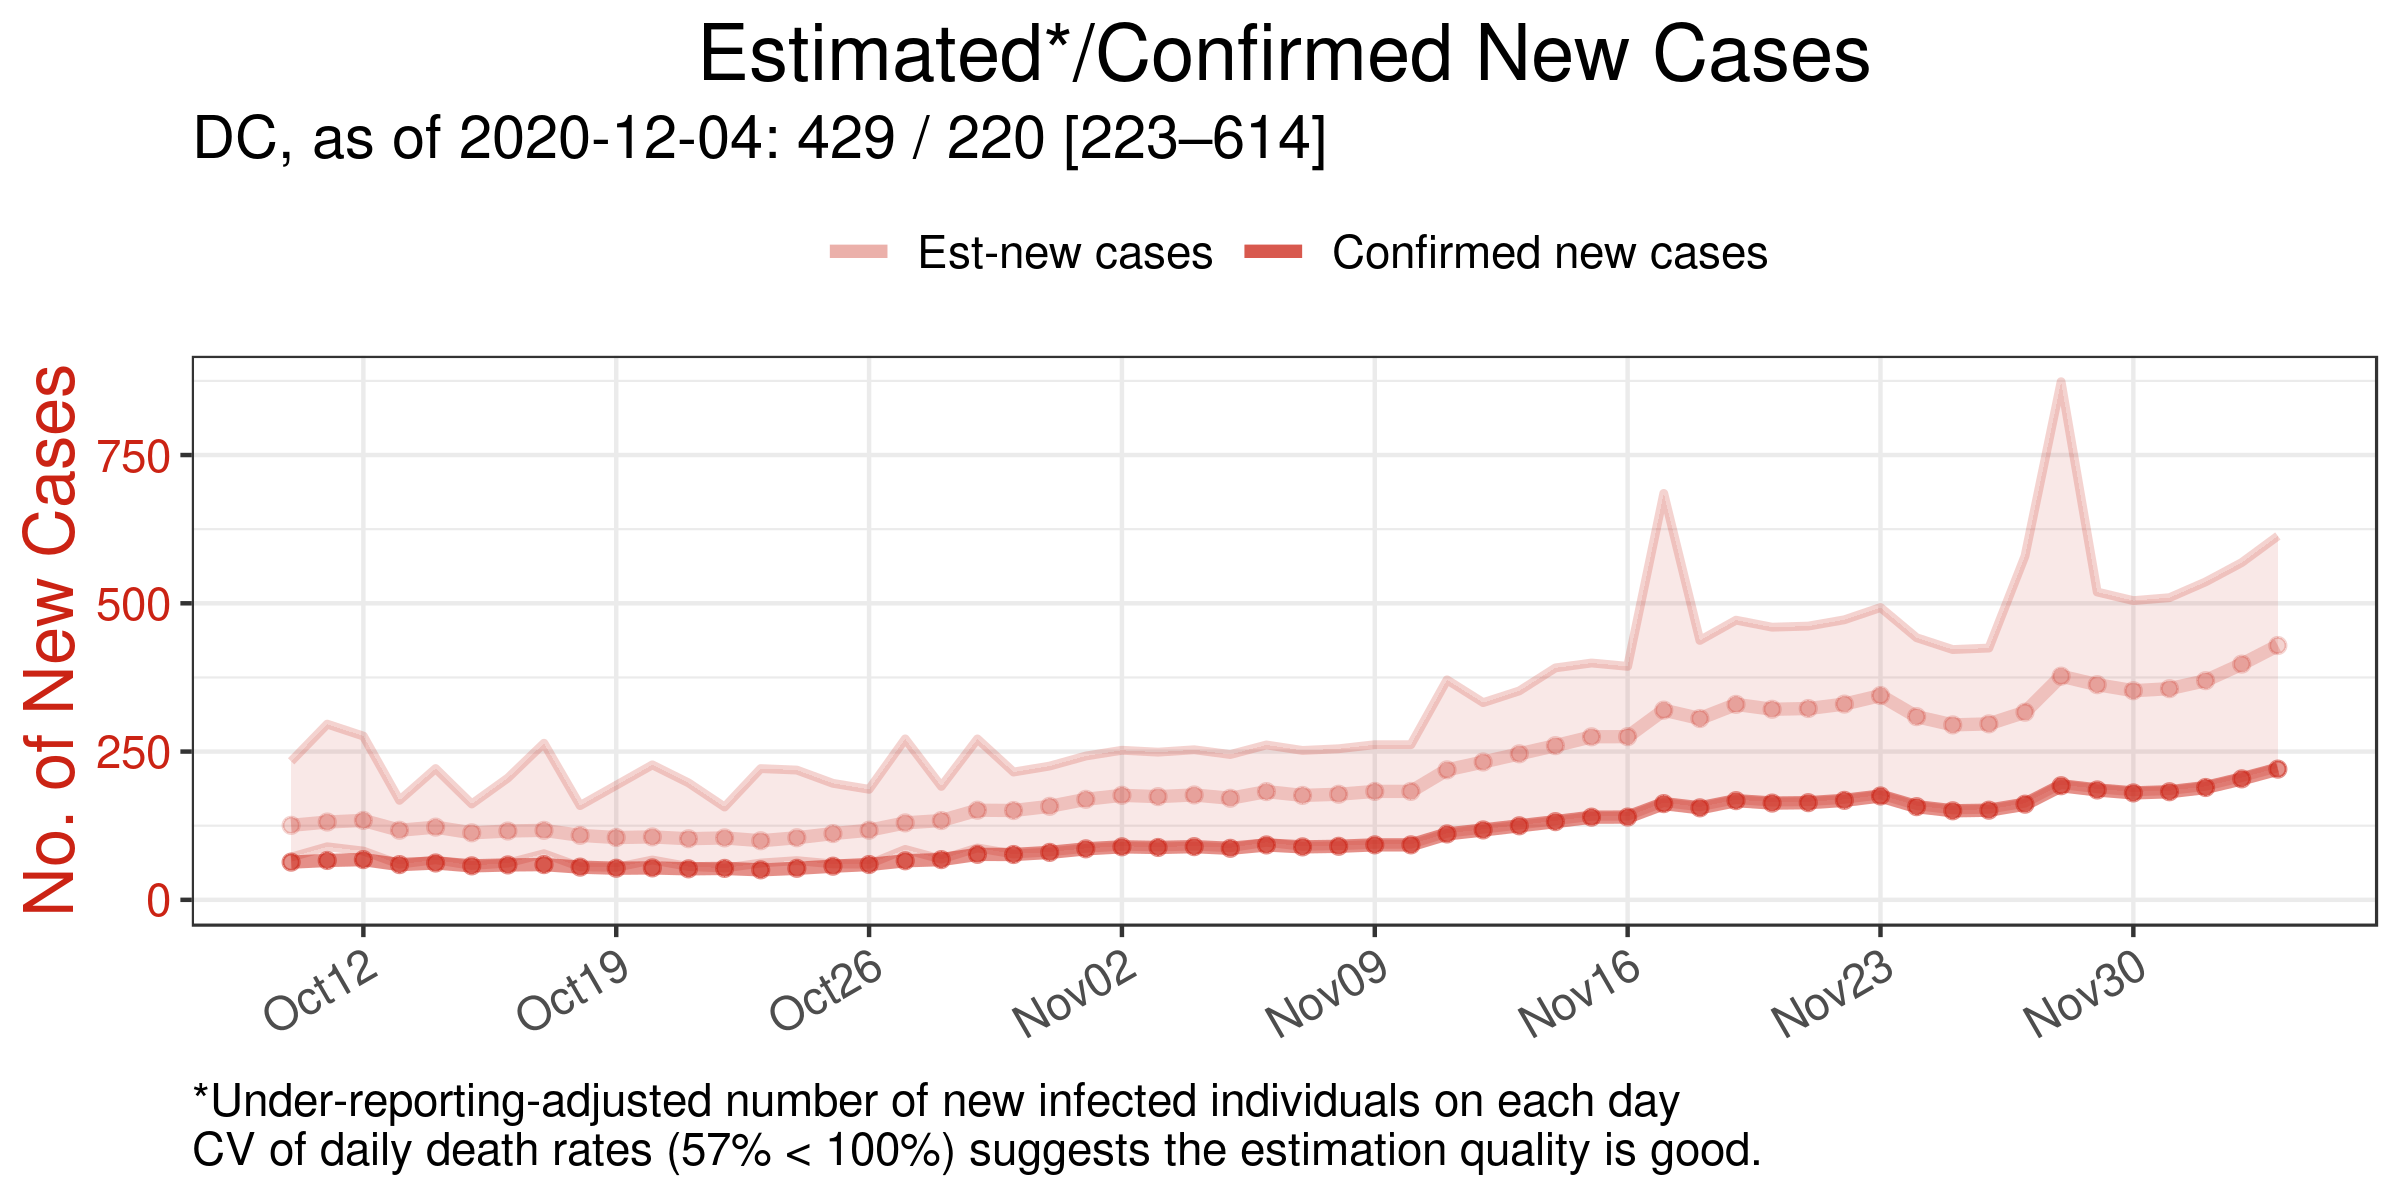 Estimated*/Confirmed New Cases
DC, as of 2020-12-04: 429 / 220 [223–614]
Est-new cases
Confirmed new cases
No. of New Cases
750
500
250
0
Oct12
Oct19
Oct26
Nov02
Nov09
Nov16
Nov23
Nov30
*Under-reporting-adjusted number of new infected individuals on each day
CV of daily death rates (57% < 100%) suggests the estimation quality is good.